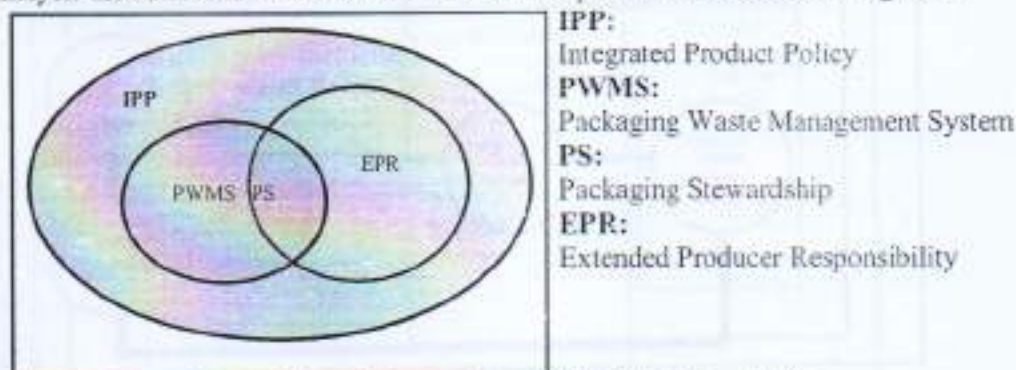 IPP:
Integrated Product Policy
PWMS:
Packaging Waste Management System
PS:
Packaging Stewardship
EPR:
Extended Producer Responsibility
IPP
EPR
PWMS PS